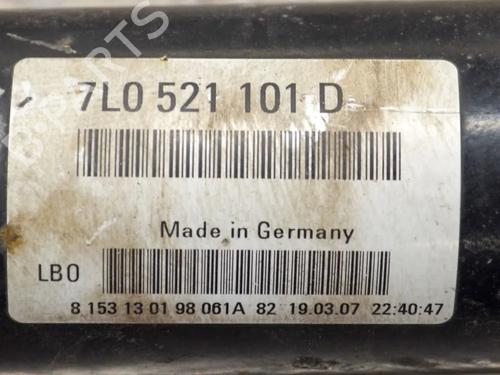 7L0 521 101 D
Made in Germany
LB0
8 153 13 01 98 061A 82 19.03.07 22:40:47